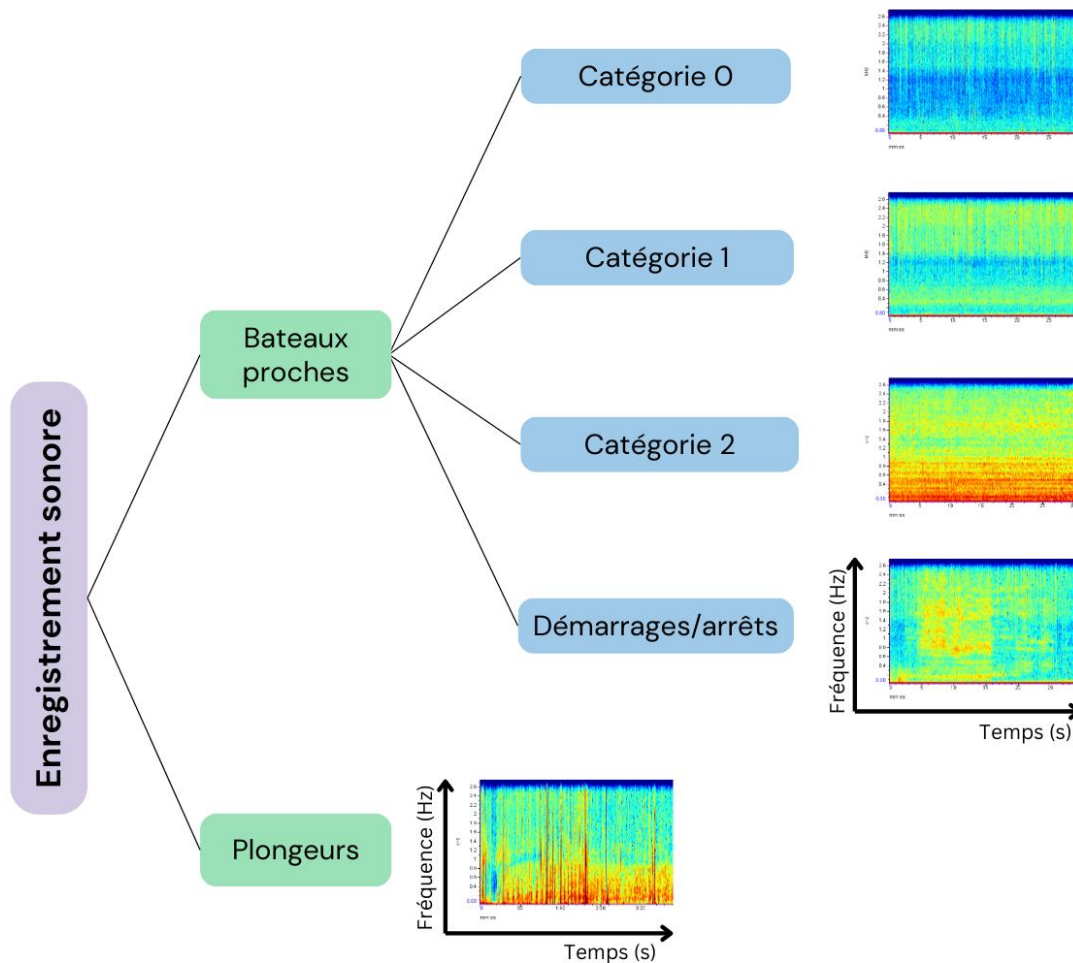 Catégorie 0
Catégorie 1
Bateaux
proches
Enregistrement sonore
Catégorie 2
Démarrages/arrêts
Fréquence (Hz)
Temps (s)
Plongeurs
Fréquence (Hz)
Temps (s)